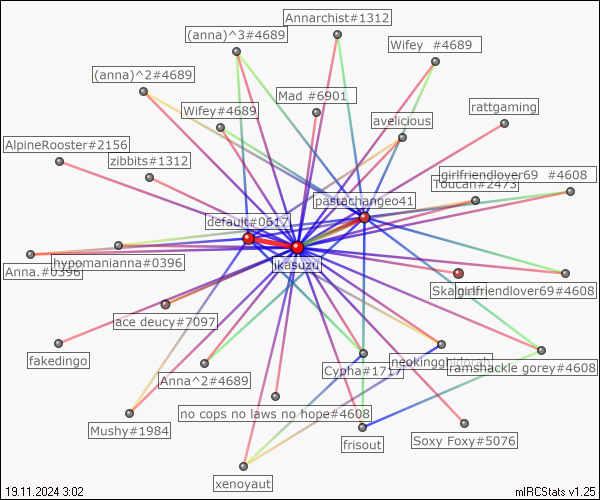 Annarchist#1312
(anna)^3#4689
Wifey #4689
(anna)^2#4689
Mad #6901
rattgaming
Wifey#4689
avelicious
AlpineRooster#2156
zibbits#1312
girlfriendlover69 #4608
Toucan#2473
pastachangeo41
default#0617
Anna.#0396
hypomanianna#0396
ikasuzu
girlfriendlover69#4608
ace deucy#7097
fakedingo
Anna^2#4689
Cypha#1717
neokingghidorah
ramshackle gorey#4608
no cops no laws no hope#4608
Mushy#1984
frisout
Soxy Foxy#5076
xenoyaut
19.11.2024 3:02
mIRCStats v1.25